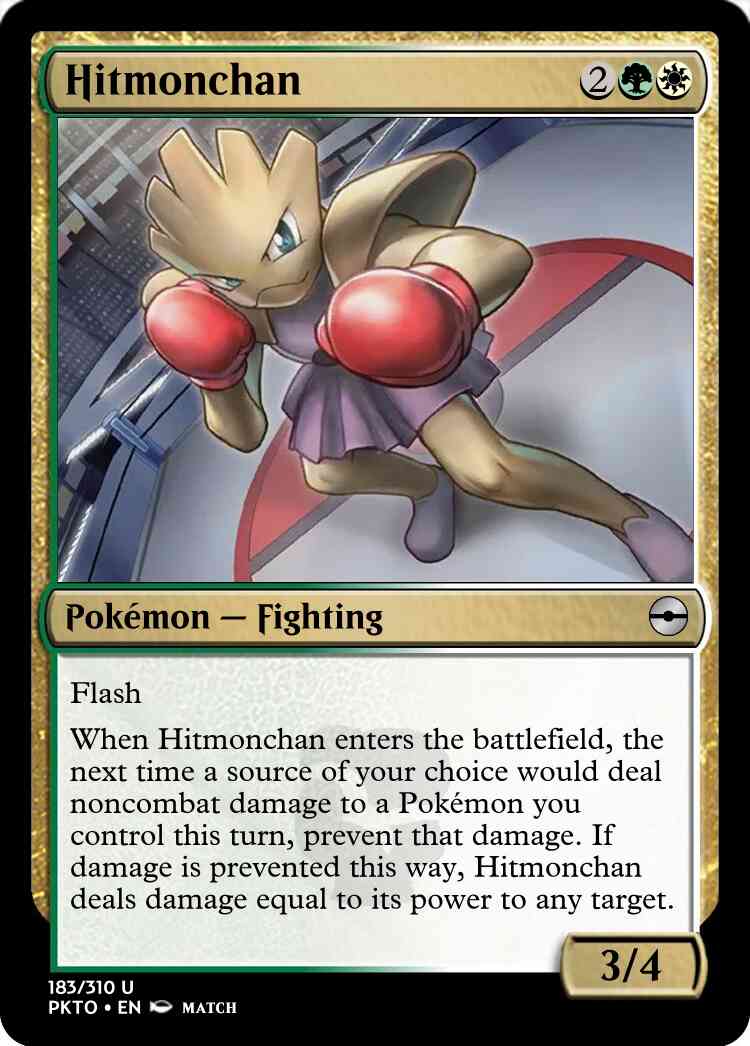 Hitmonchan 2
Pokémon — Fighting
Flash
When Hitmonchan enters the battlefield, the
next time a source of your choice would deal
noncombat damage to a Pokémon you
control this turn, prevent that damage. If
damage is prevented this way, Hitmonchan
deals damage equal to its power to any target.
3/4
183/310 U
PKTO • EN MATCH